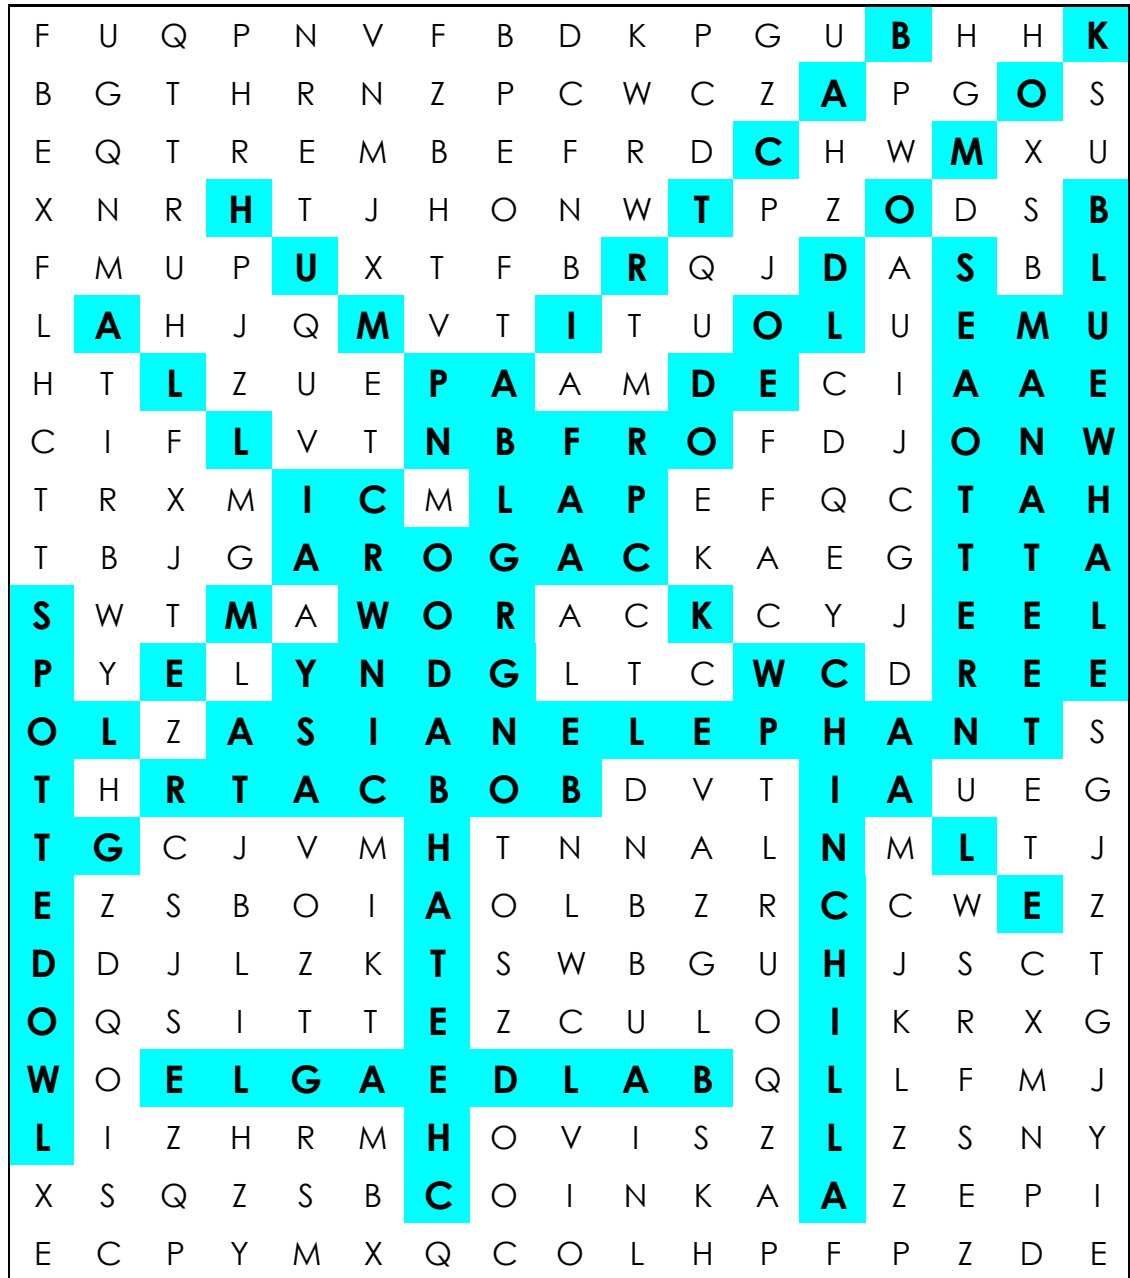 F U Q P N V F B D K P G U B H H K
B G T H R N Z P C W C Z A P G O S
E Q T R E M B E F R D C H W M X U
X N R H T J H O N W T P Z O D S B
F M U P U X T F B R Q J D A S B L
L A H J Q M V T I T U O L U E M U
H T L Z U E P A A M D E C I A A E
C I F L V T N B F R O F D J O N W
T R X M I C M L A P E F Q C T A H
T B J G A R O G A C K A E G T T A
S W T M A W O R A C K C Y J E E L
P Y E L Y N D G L T C W C D R E E
O L Z A S I A N E L E P H A N T S
T H R T A C B O B D V T I A U E G
T G C J V M H T N N A L N M L T J
E Z S B O I A O L B Z R C C W E Z
D D J L Z K T S W B G U H J S C T
O Q S I T T E Z C U L O I K R X G
W O E L G A E D L A B Q L L F M J
L I Z H R M H O V I S Z L Z S N Y
X S Q Z S B C O I N K A A Z E P I
E C P Y M X Q C O L H P F P Z D E